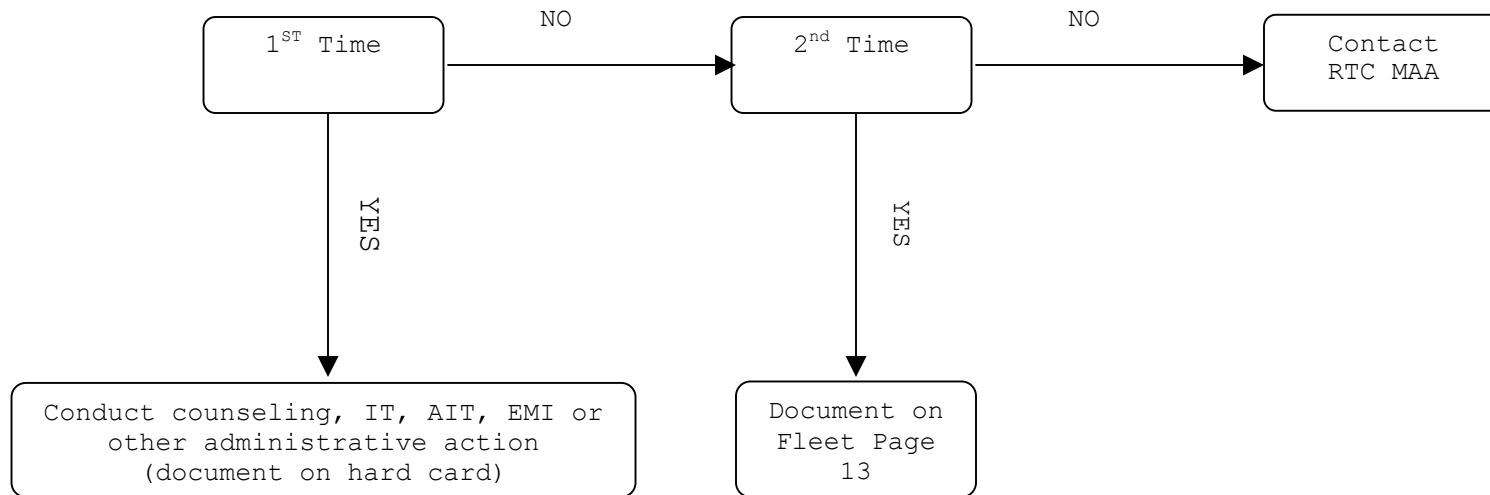 NO
NO
1ST Time
2nd Time
Contact
RTC MAA
YES
YES
Conduct counseling, IT, AIT, EMI or
other administrative action
(document on hard card)
Document on
Fleet Page
13